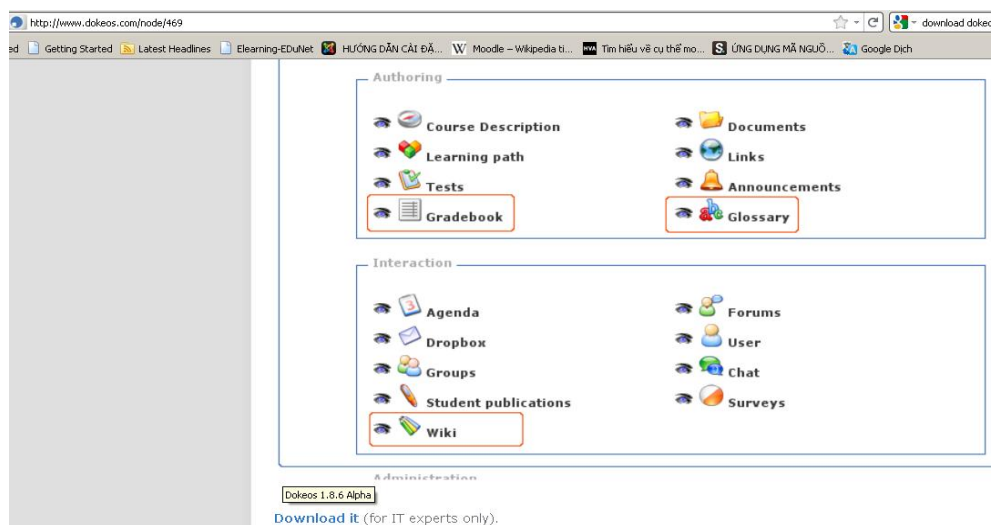 http://www.dokeos.com/node/469 download dokeo
ed Getting Started Latest Headlines Elearning-EDuNet HƯỚNG DẪN CÀI ĐẶ... Moodle – Wikipedia ti... Tìm hiểu về cụ thể mo... ỨNG DỤNG MÃ NGUỒ... Google Dịch
Authoring
Course Description Documents
Learning path Links
Tests Announcements
Gradebook Glossary
Interaction
Agenda Forums
Dropbox User
Groups Chat
Student publications Surveys
Wiki
Administration
Dokeos 1.8.6 Alpha
Download it (for IT experts only).